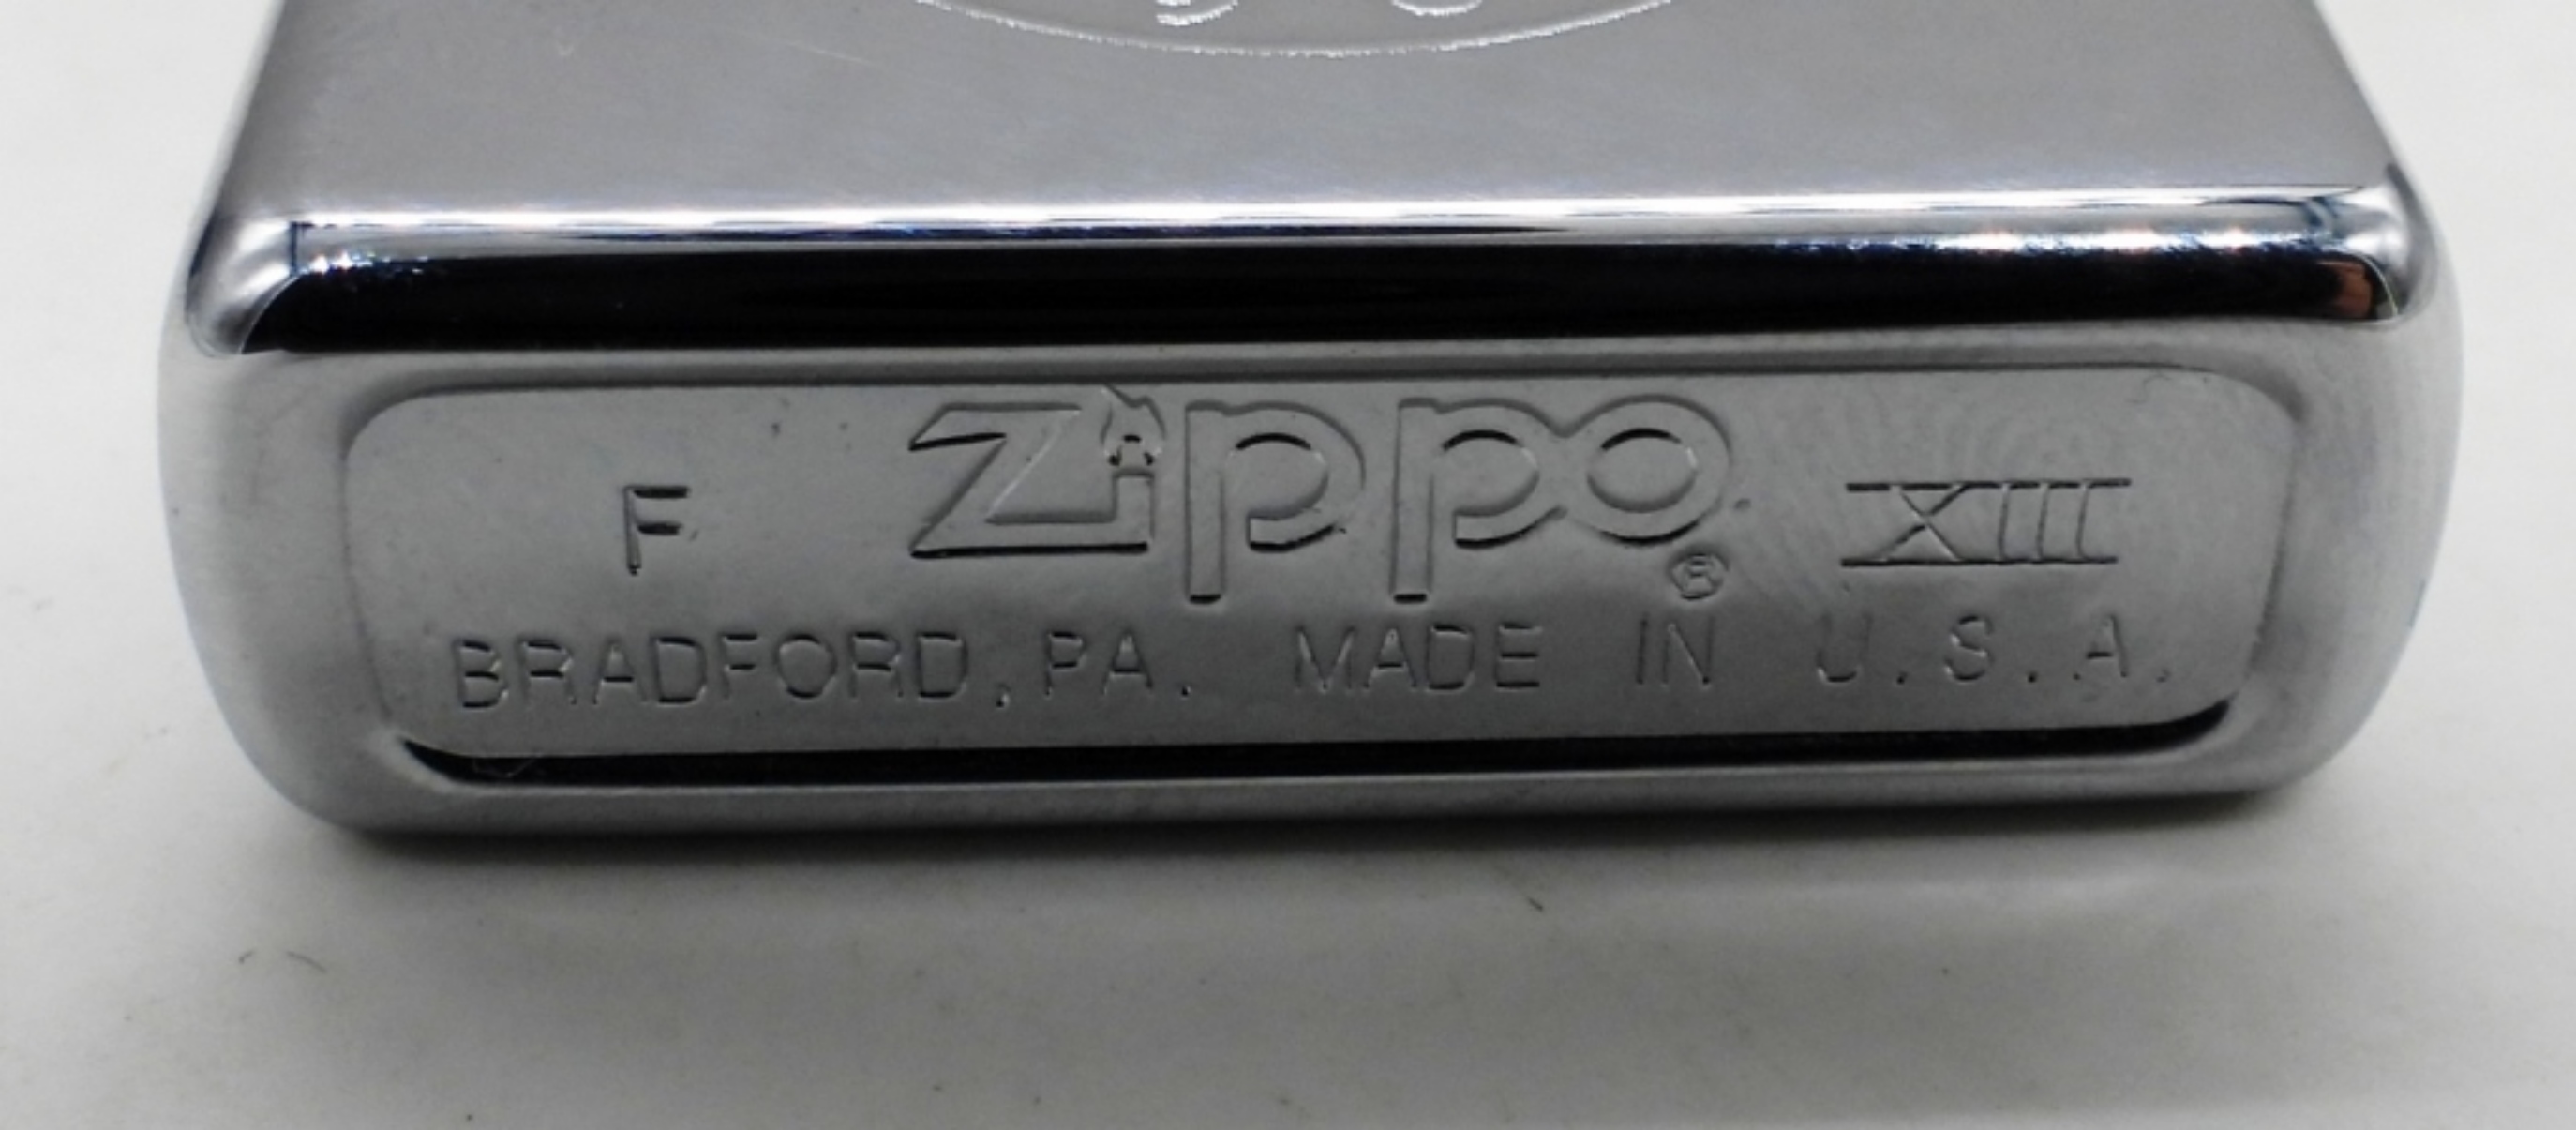 F Zippo® XIII
BRADFORD, PA. MADE IN U.S.A.